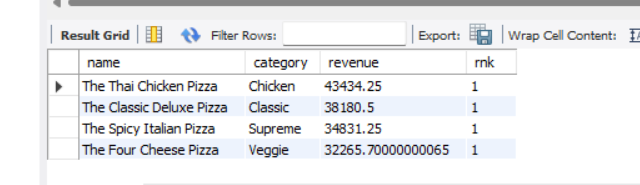 Result Grid Filter Rows: Export: Wrap Cell Content:
name category revenue rnk
The Thai Chicken Pizza Chicken 43434.25 1
The Classic Deluxe Pizza Classic 38180.5 1
The Spicy Italian Pizza Supreme 34831.25 1
The Four Cheese Pizza Veggie 32265.70000000065 1